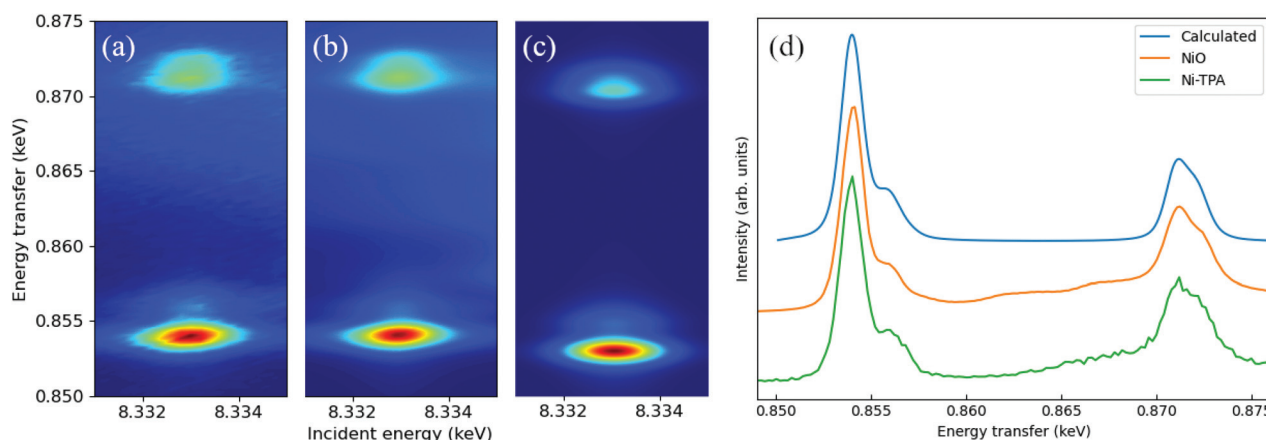 0.875
0.870
0.865
0.860
0.855
0.850
Energy transfer (keV)
(a)
(b)
(c)
8.332 8.334
8.332 8.334
8.332 8.334
Incident energy (keV)
(d)
Calculated
NiO
Ni-TPA
Intensity (arb. units)
0.850 0.855 0.860 0.865 0.870 0.875
Energy transfer (keV)